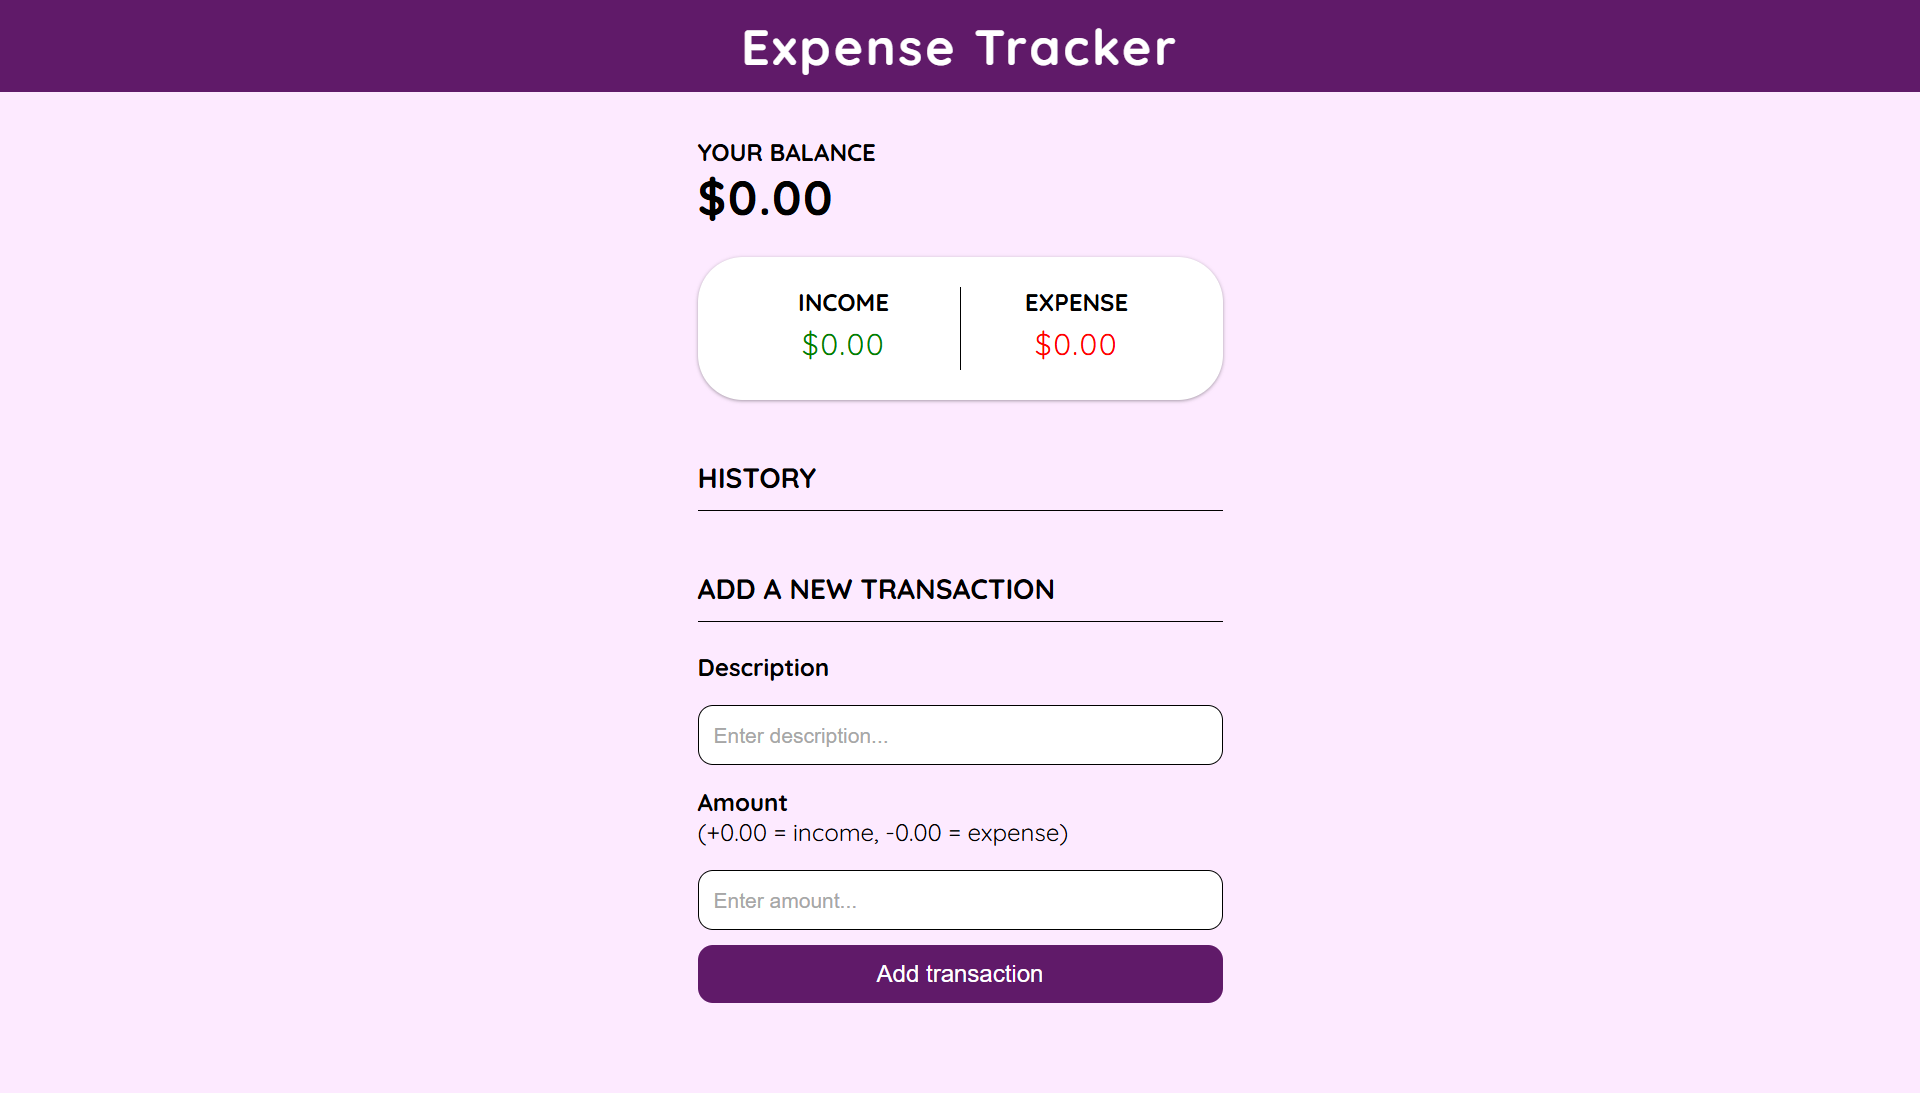 Expense Tracker
YOUR BALANCE
$0.00
INCOME
EXPENSE
$0.00
$0.00
HISTORY
ADD A NEW TRANSACTION
Description
Enter description...
Amount
(+0.00 = income, -0.00 = expense)
Enter amount...
Add transaction